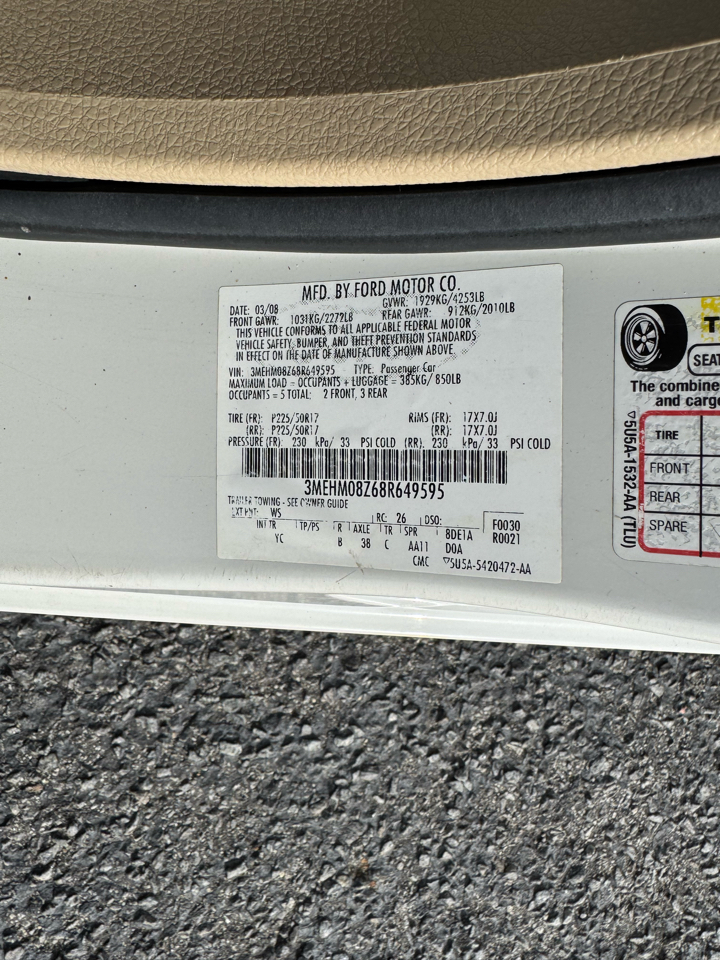 MFD. BY FORD MOTOR CO.
DATE: 03/08 GVWR: 1929KG/4253LB
FRONT GAWR: 1031KG/2272LB REAR GAWR: 912KG/2010LB
THIS VEHICLE CONFORMS TO ALL APPLICABLE FEDERAL MOTOR
VEHICLE SAFETY, BUMPER, AND THEFT PREVENTION STANDARDS
IN EFFECT ON THE DATE OF MANUFACTURE SHOWN ABOVE
VIN: 3MEHM08Z68R649595 TYPE: Passenger Car
MAXIMUM LOAD = OCCUPANTS + LUGGAGE = 385KG/ 850LB
OCCUPANTS = 5 TOTAL: 2 FRONT, 3 REAR
TIRE (FR): P225/50R17 RIMS (FR): 17X7.0J
(RR): P225/50R17 (RR): 17X7.0J
PRESSURE (FR): 230 kPa/ 33 PSI COLD (RR): 230 kPa/ 33 PSI COLD
3MEHM08Z68R649595
TRAILER TOWING - SEE OWNER GUIDE
EXT PNT: WS RC: 26 DSO: F0030
INT TR TP/PS R AXLE TR SPR 8DE1A R0021
YC B 38 C AA11 D0A
CMC ▽5U5A-5420472-AA
SEAT
The combine
and cargo
TIRE
FRONT
REAR
SPARE
▽5U5A-1532-AA (TLU)